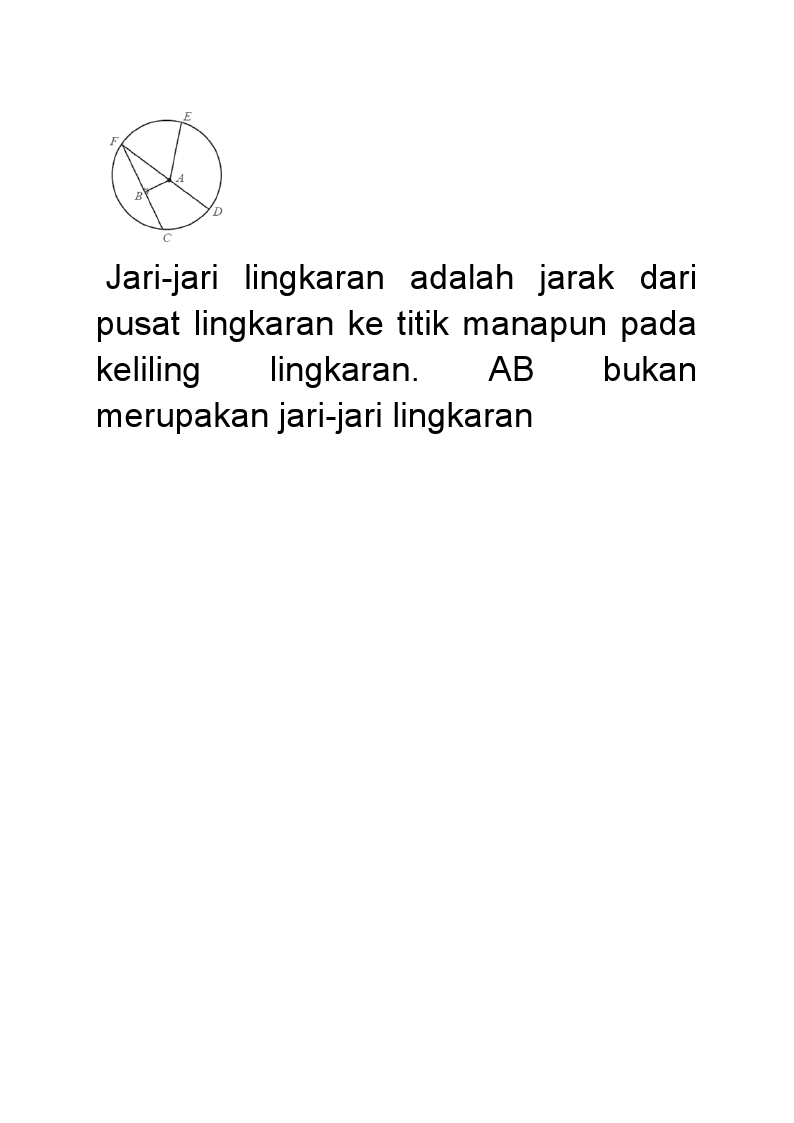 E
F
A
B
D
C
Jari-jari lingkaran adalah jarak dari
pusat lingkaran ke titik manapun pada
keliling lingkaran. AB bukan
merupakan jari-jari lingkaran